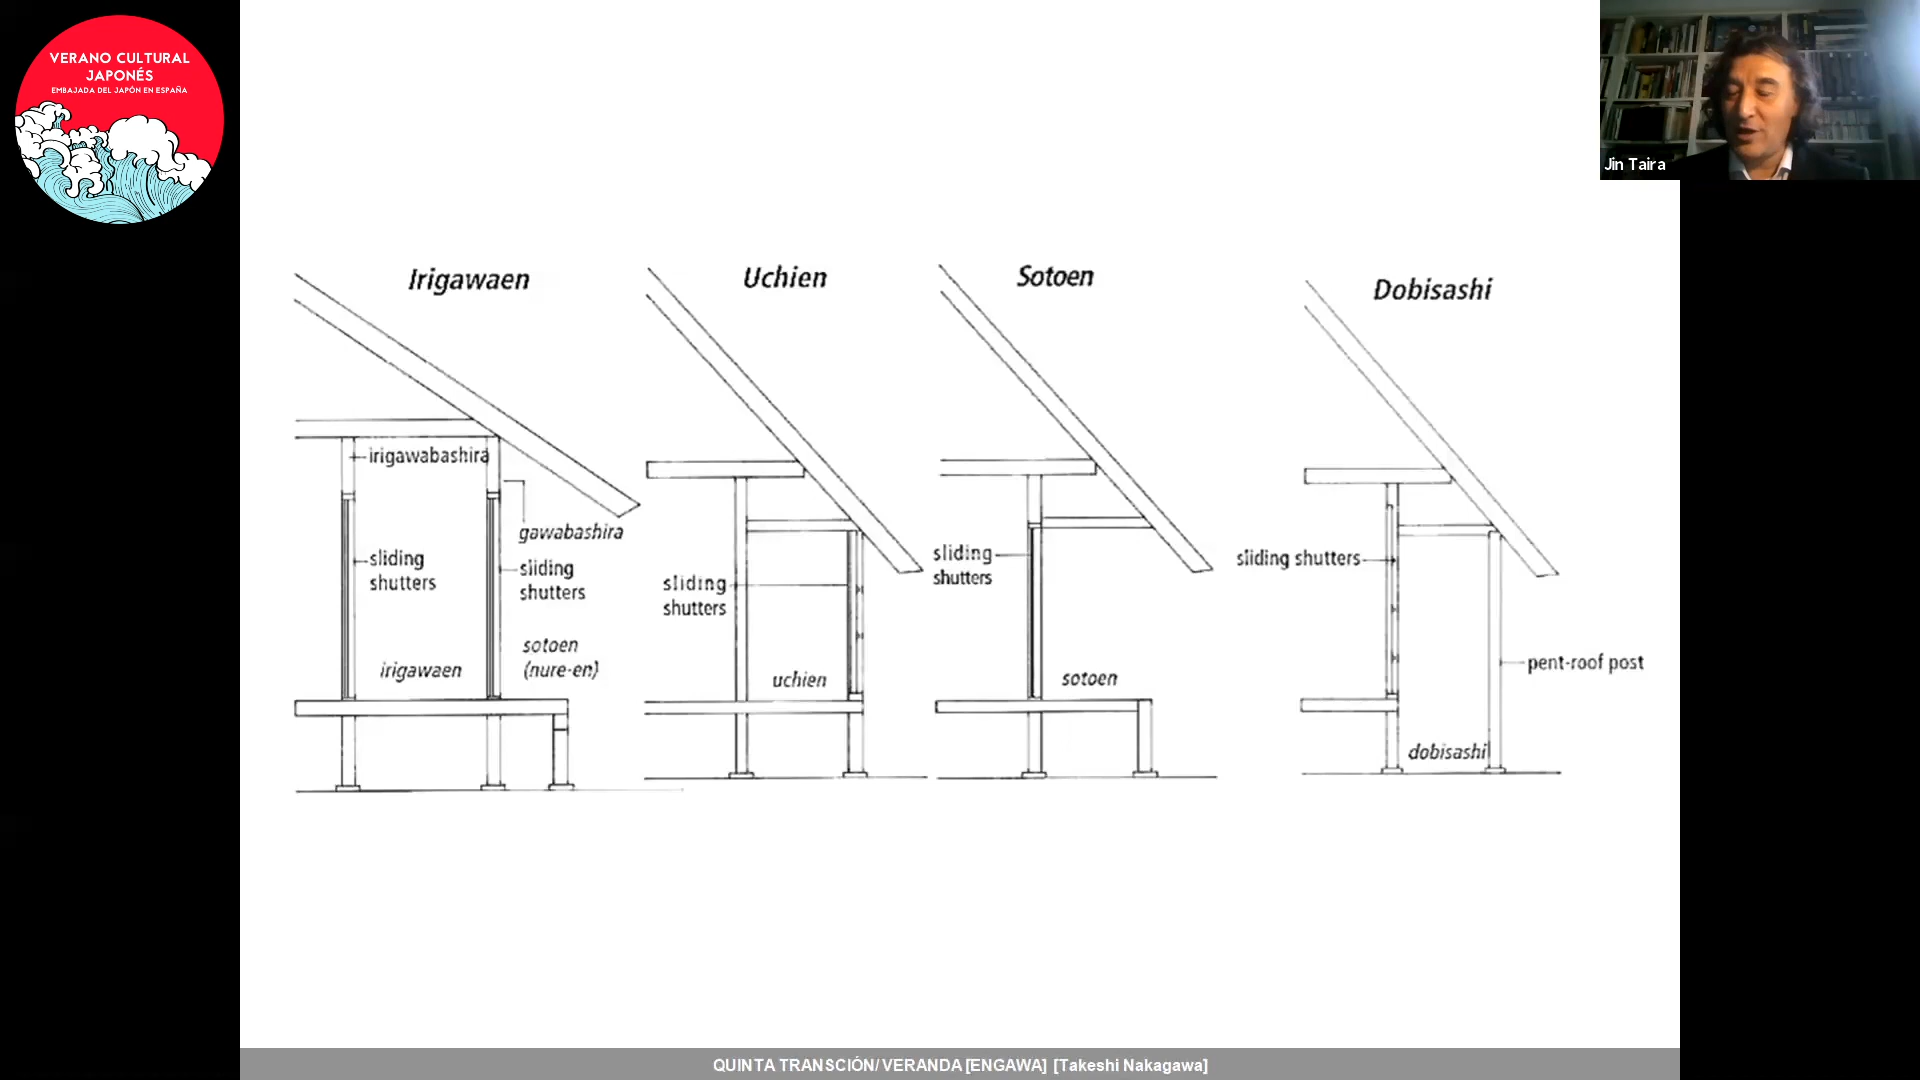 VERANO CULTURAL
JAPONÉS
EMBAJADA DEL JAPÓN EN ESPAÑA
Jin Taira
Irigawaen
Uchien
Sotoen
Dobisashi
irigawabashira
gawabashira
sliding
shutters
sliding
shutters
irigawaen
sotoen
(nure-en)
sliding
shutters
uchien
sliding
shutters
sotoen
sliding shutters
pent-roof post
dobisashi
QUINTA TRANSCIÓN/ VERANDA [ENGAWA] [Takeshi Nakagawa]